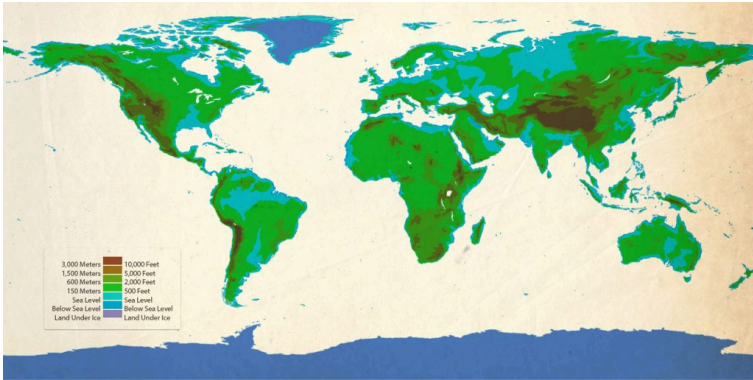 3,000 Meters 10,000 Feet
1,500 Meters 5,000 Feet
600 Meters 2,000 Feet
150 Meters 500 Feet
Sea Level Sea Level
Below Sea Level Below Sea Level
Land Under Ice Land Under Ice